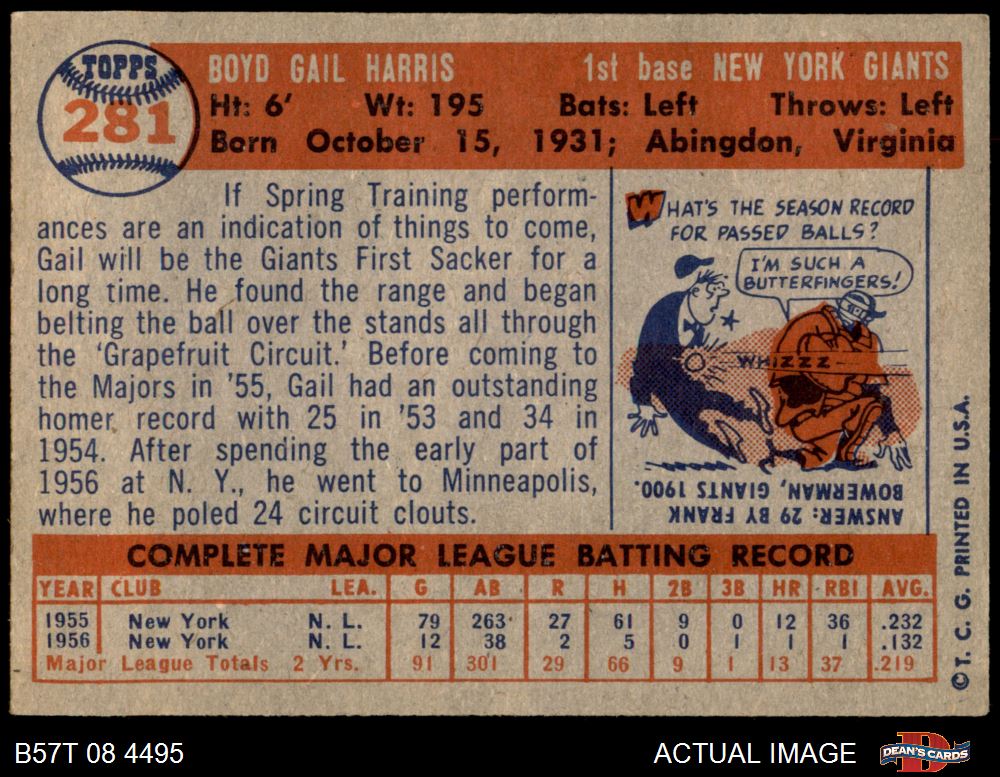 TOPPS
281
BOYD GAIL HARRIS 1st base NEW YORK GIANTS
Ht: 6' Wt: 195 Bats: Left Throws: Left
Born October 15, 1931; Abingdon, Virginia
If Spring Training perform-
ances are an indication of things to come,
Gail will be the Giants First Sacker for a
long time. He found the range and began
belting the ball over the stands all through
the 'Grapefruit Circuit.' Before coming to
the Majors in '55, Gail had an outstanding
homer record with 25 in '53 and 34 in
1954. After spending the early part of
1956 at N. Y., he went to Minneapolis,
where he poled 24 circuit clouts.
WHAT'S THE SEASON RECORD
FOR PASSED BALLS?
I'M SUCH A
BUTTERFINGERS!
WHIZZZ
ANSWER: 29 BY FRANK
BOWERMAN, GIANTS 1900.
COMPLETE MAJOR LEAGUE BATTING RECORD
YEAR CLUB LEA. G AB R H 2B 3B HR RBI AVG.
1955 New York N. L. 79 263 27 61 9 0 12 36 .232
1956 New York N. L. 12 38 2 5 0 1 1 1 .132
Major League Totals 2 Yrs. 91 301 29 66 9 1 13 37 .219
©T. C. G. PRINTED IN U.S.A.
B57T 08 4495 ACTUAL IMAGE DEAN'S CARDS